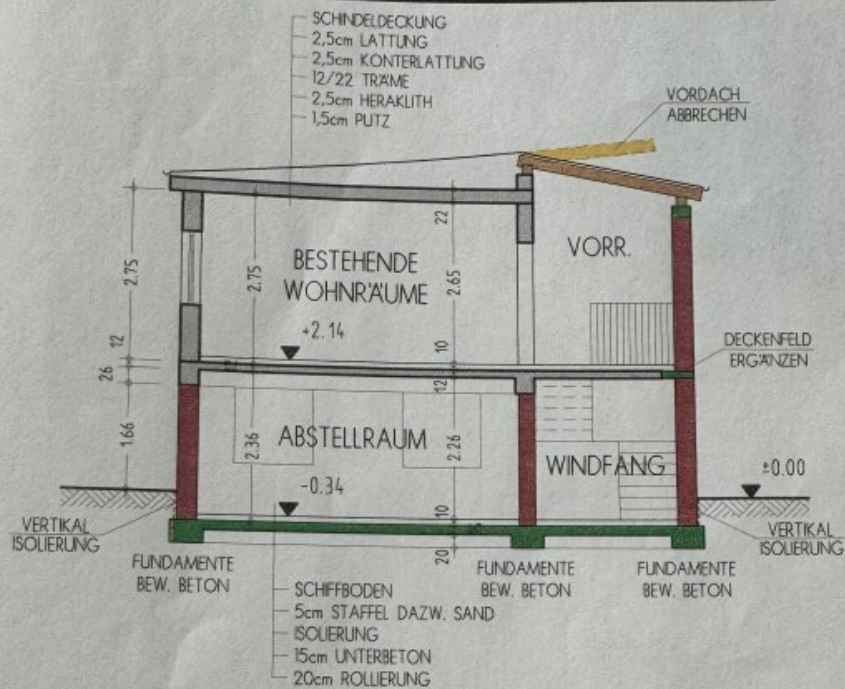 SCHINDELDECKUNG
2,5cm LATTUNG
2,5cm KONTERLATTUNG
12/22 TRÄME
2,5cm HERAKLITH
1,5cm PUTZ
VORDACH
ABBRECHEN
22
2.75
2.75
2.65
BESTEHENDE
WOHNRÄUME
VORR.
+2.14
12
26
10
12
DECKENFELD
ERGÄNZEN
1.66
2.36
ABSTELLRAUM
2.26
WINDFANG
±0.00
-0.34
10
20
VERTIKAL
ISOLIERUNG
VERTIKAL
ISOLIERUNG
FUNDAMENTE
BEW. BETON
FUNDAMENTE
BEW. BETON
FUNDAMENTE
BEW. BETON
SCHIFFBODEN
5cm STAFFEL DAZW. SAND
ISOLIERUNG
15cm UNTERBETON
20cm ROLLIERUNG